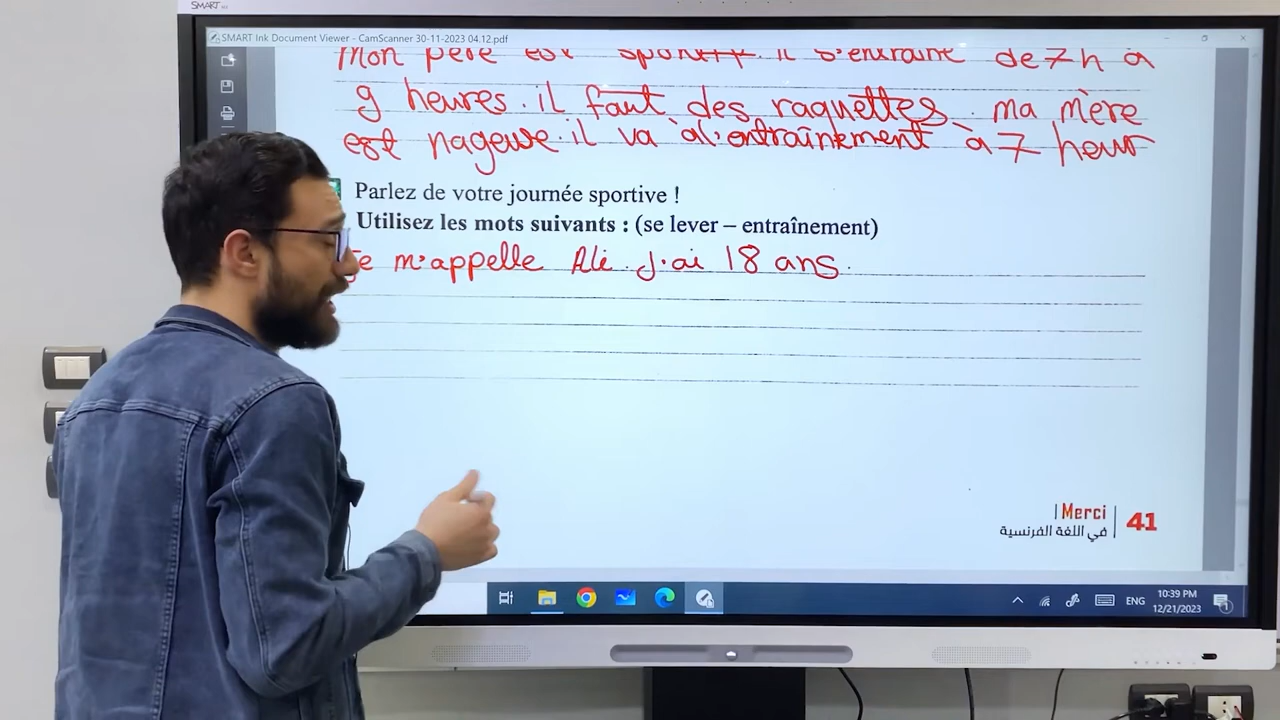 SMART
SMART Ink Document Viewer - CamScanner 30-11-2023 04.12.pdf
Mon père est sportif. il s'entraîne de 7h à
9 heures. il faut des raquettes. ma mère
est nageuse. il va à l'entraînement à 7 heur
Parlez de votre journée sportive !
Utilisez les mots suivants : (se lever – entraînement)
Je m'appelle Ali. J'ai 18 ans.
Merci
في اللغة الفرنسية
41
ENG
10:39 PM
12/21/2023